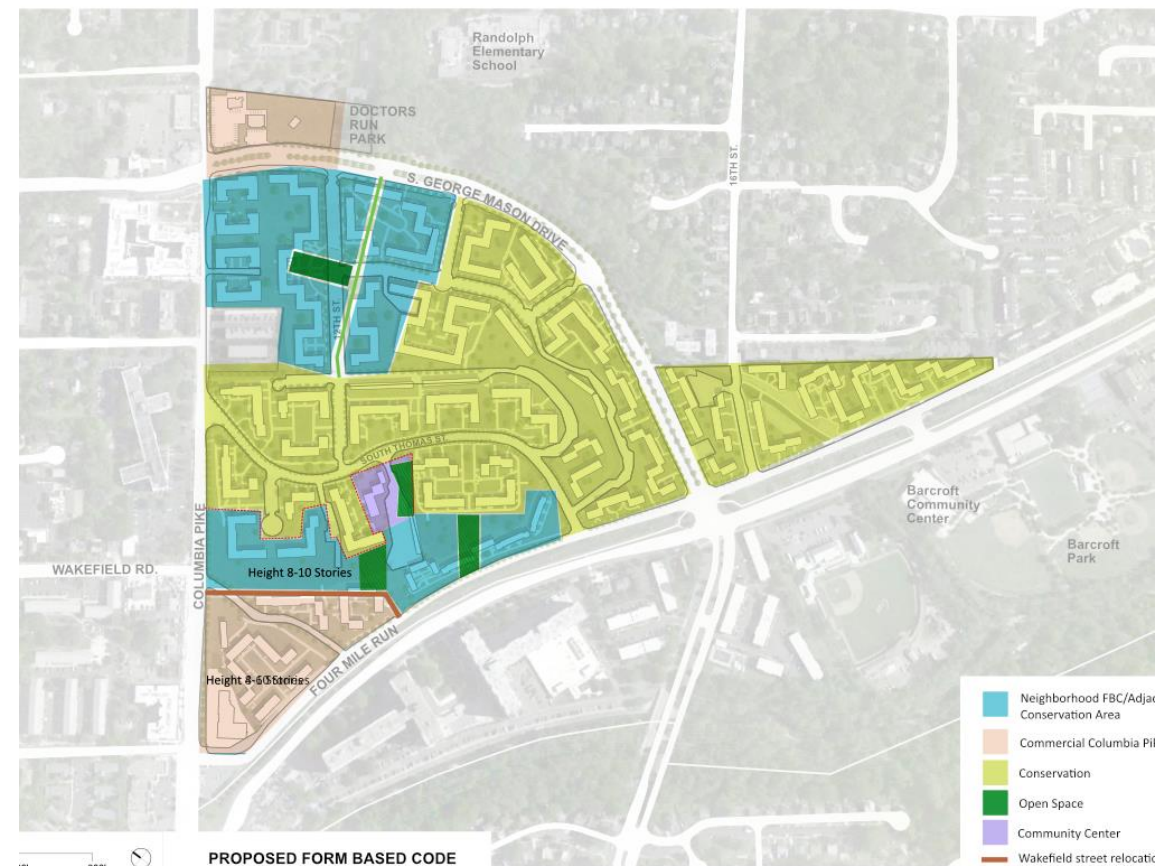 Randolph
Elementary
School
DOCTORS
RUN
PARK
S. GEORGE MASON DRIVE
16TH ST.
12TH ST.
SOUTH THOMAS ST.
COLUMBIA PIKE
WAKEFIELD RD.
Height 8-10 Stories
FOUR MILE RUN
Barcroft
Community
Center
Barcroft
Park
Neighborhood FBC/Adjac
Conservation Area
Commercial Columbia Pi
Conservation
Open Space
Community Center
Wakefield street relocatio
PROPOSED FORM BASED CODE